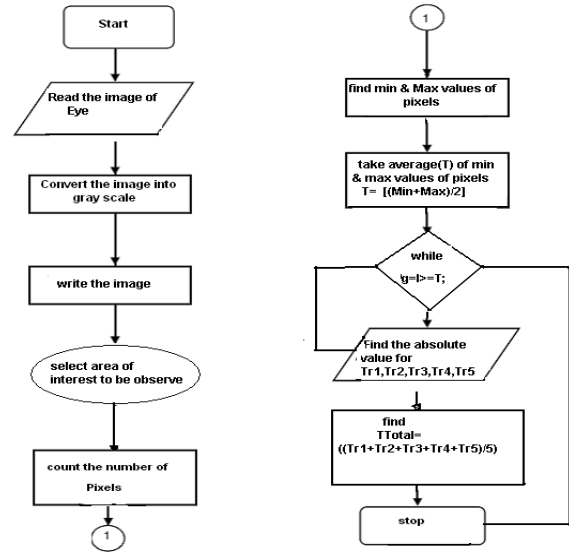 Start
Read the image of
Eye
Convert the image into
gray scale
write the image
select area of
interest to be observe
count the number of
Pixels
1
1
find min & Max values of
pixels
take average(T) of min
& max values of pixels
T= [(Min+Max)/2]
while
\g=I>=T;
Find the absolute
value for
Tr1,Tr2,Tr3,Tr4,Tr5
find
TTotal=
((Tr1+Tr2+Tr3+Tr4+Tr5)/5)
stop